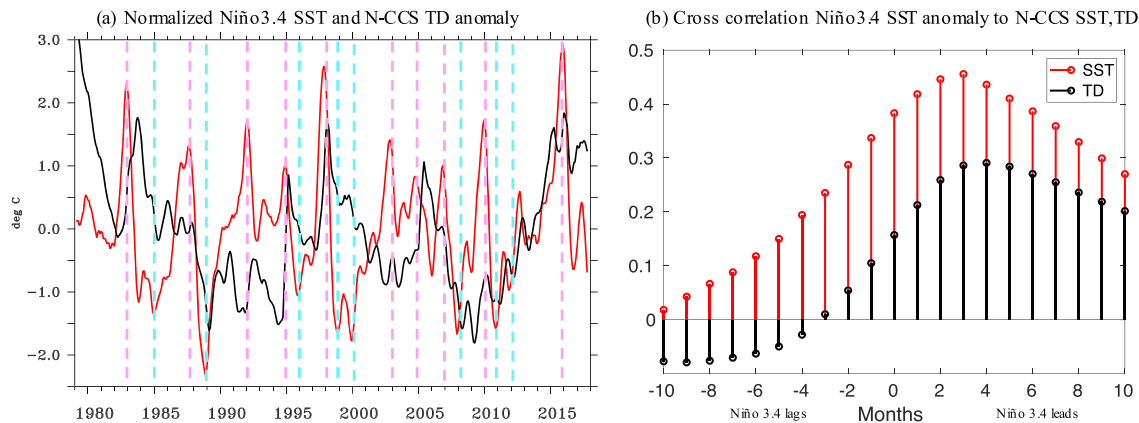 (a) Normalized Niño3.4 SST and N-CCS TD anomaly
3.0
2.0
1.0
0.0
-1.0
-2.0
deg C
1980 1985 1990 1995 2000 2005 2010 2015
(b) Cross correlation Niño3.4 SST anomaly to N-CCS SST,TD
0.5
0.4
0.3
0.2
0.1
0
SST
TD
-10 -8 -6 -4 -2 0 2 4 6 8 10
Niño 3.4 lags Months Niño 3.4 leads